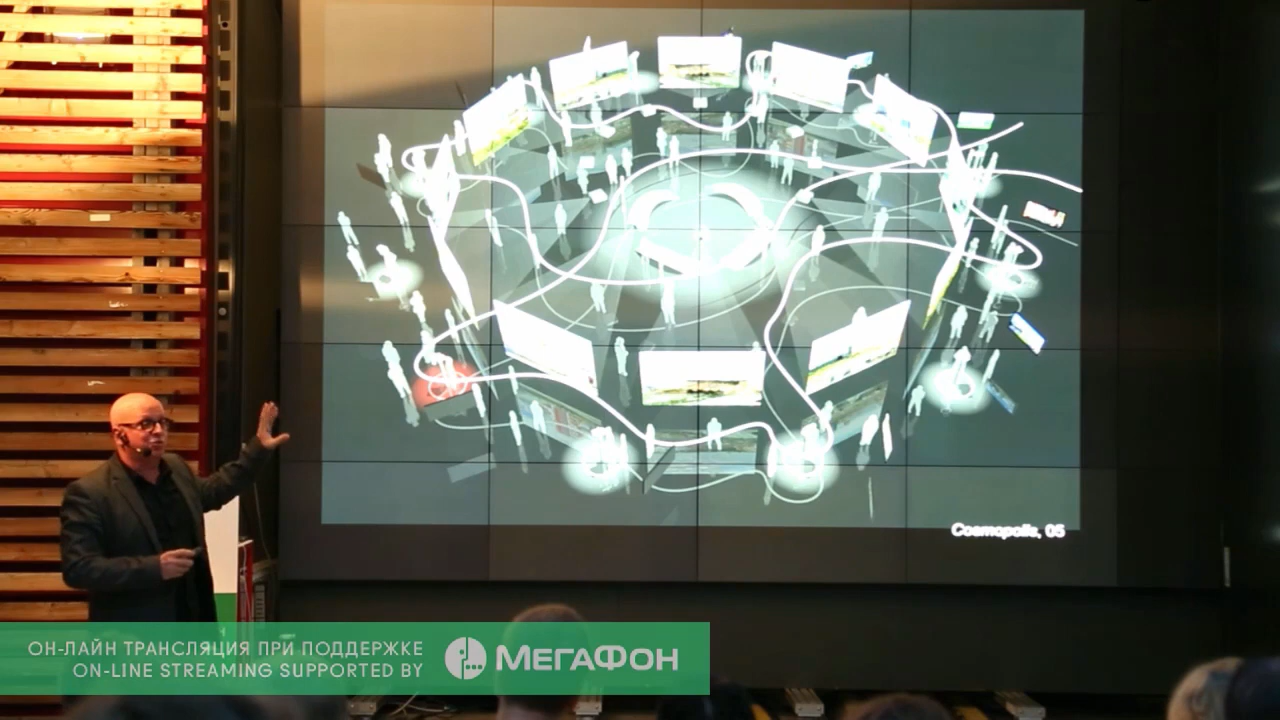 Cosmopolis, 05
ОН-ЛАЙН ТРАНСЛЯЦИЯ ПРИ ПОДДЕРЖКЕ
ON-LINE STREAMING SUPPORTED BY
МЕГАФОН